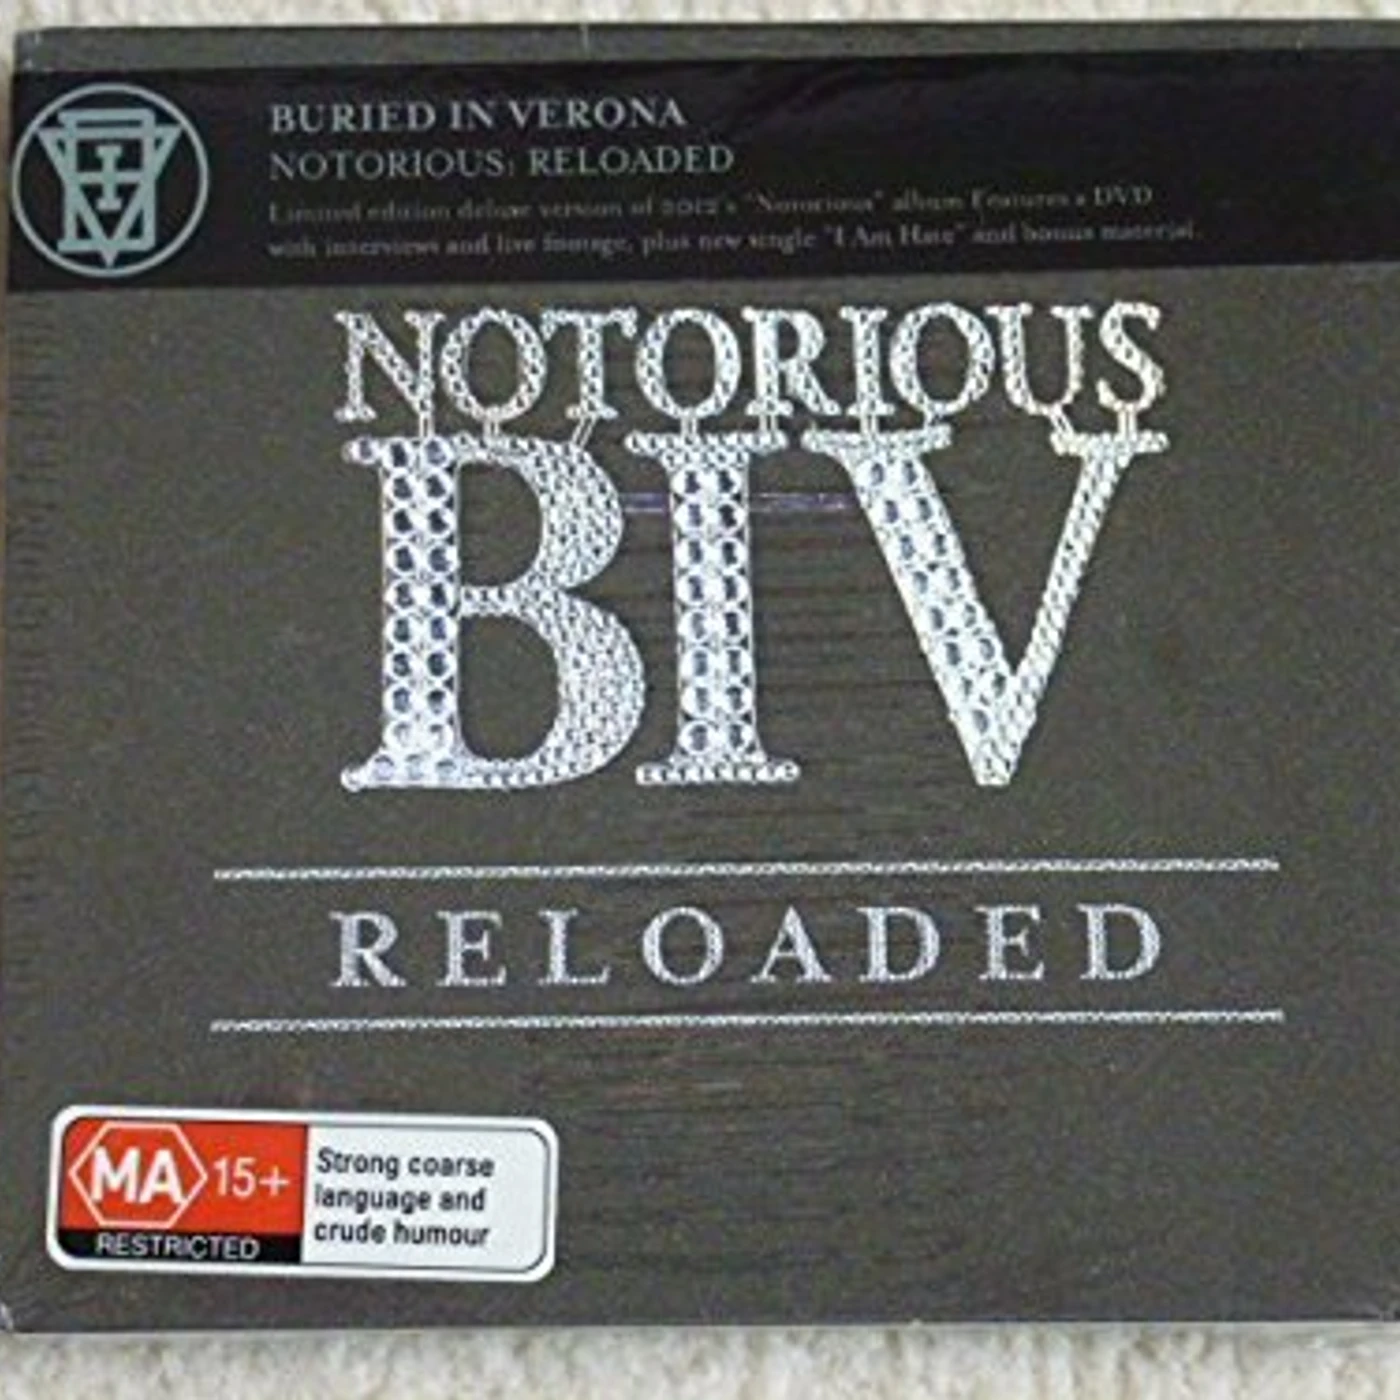 BURIED IN VERONA
NOTORIOUS: RELOADED
Limited edition deluxe version of 2012's "Notorious" album Features a DVD
with interviews and live footage, plus new single "I Am Hate" and bonus material.
NOTORIOUS
BIV
RELOADED
MA 15+
RESTRICTED
Strong coarse
language and
crude humour